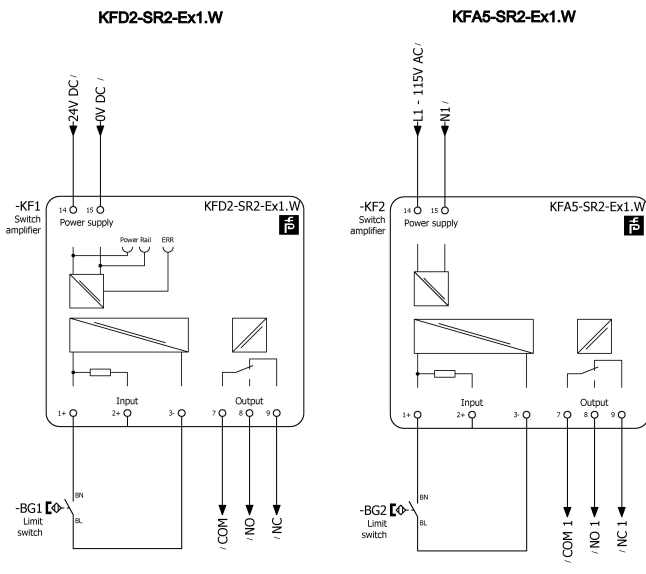 KFD2-SR2-Ex1.W
-24V DC /
-0V DC /
-KF1
Switch
amplifier
14
15
Power supply
KFD2-SR2-Ex1.W
Power Rail
ERR
Input
Output
1+
2+
3-
7
8
9
-BG1
Limit
switch
BN
BL
/ COM
/ NO
/ NC
KFA5-SR2-Ex1.W
-L1 - 115V AC /
-N1 /
-KF2
Switch
amplifier
14
15
Power supply
KFA5-SR2-Ex1.W
Input
Output
1+
2+
3-
7
8
9
-BG2
Limit
switch
BN
BL
/ COM 1
/ NO 1
/ NC 1